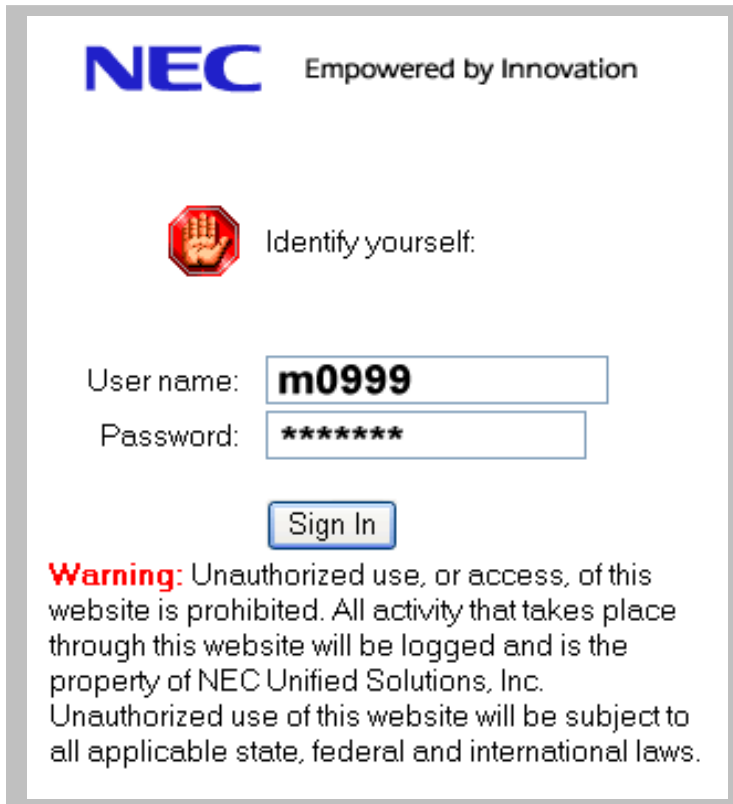 NEC Empowered by Innovation
Identify yourself:
User name: m0999
Password: *******
Sign In
Warning: Unauthorized use, or access, of this
website is prohibited. All activity that takes place
through this website will be logged and is the
property of NEC Unified Solutions, Inc.
Unauthorized use of this website will be subject to
all applicable state, federal and international laws.